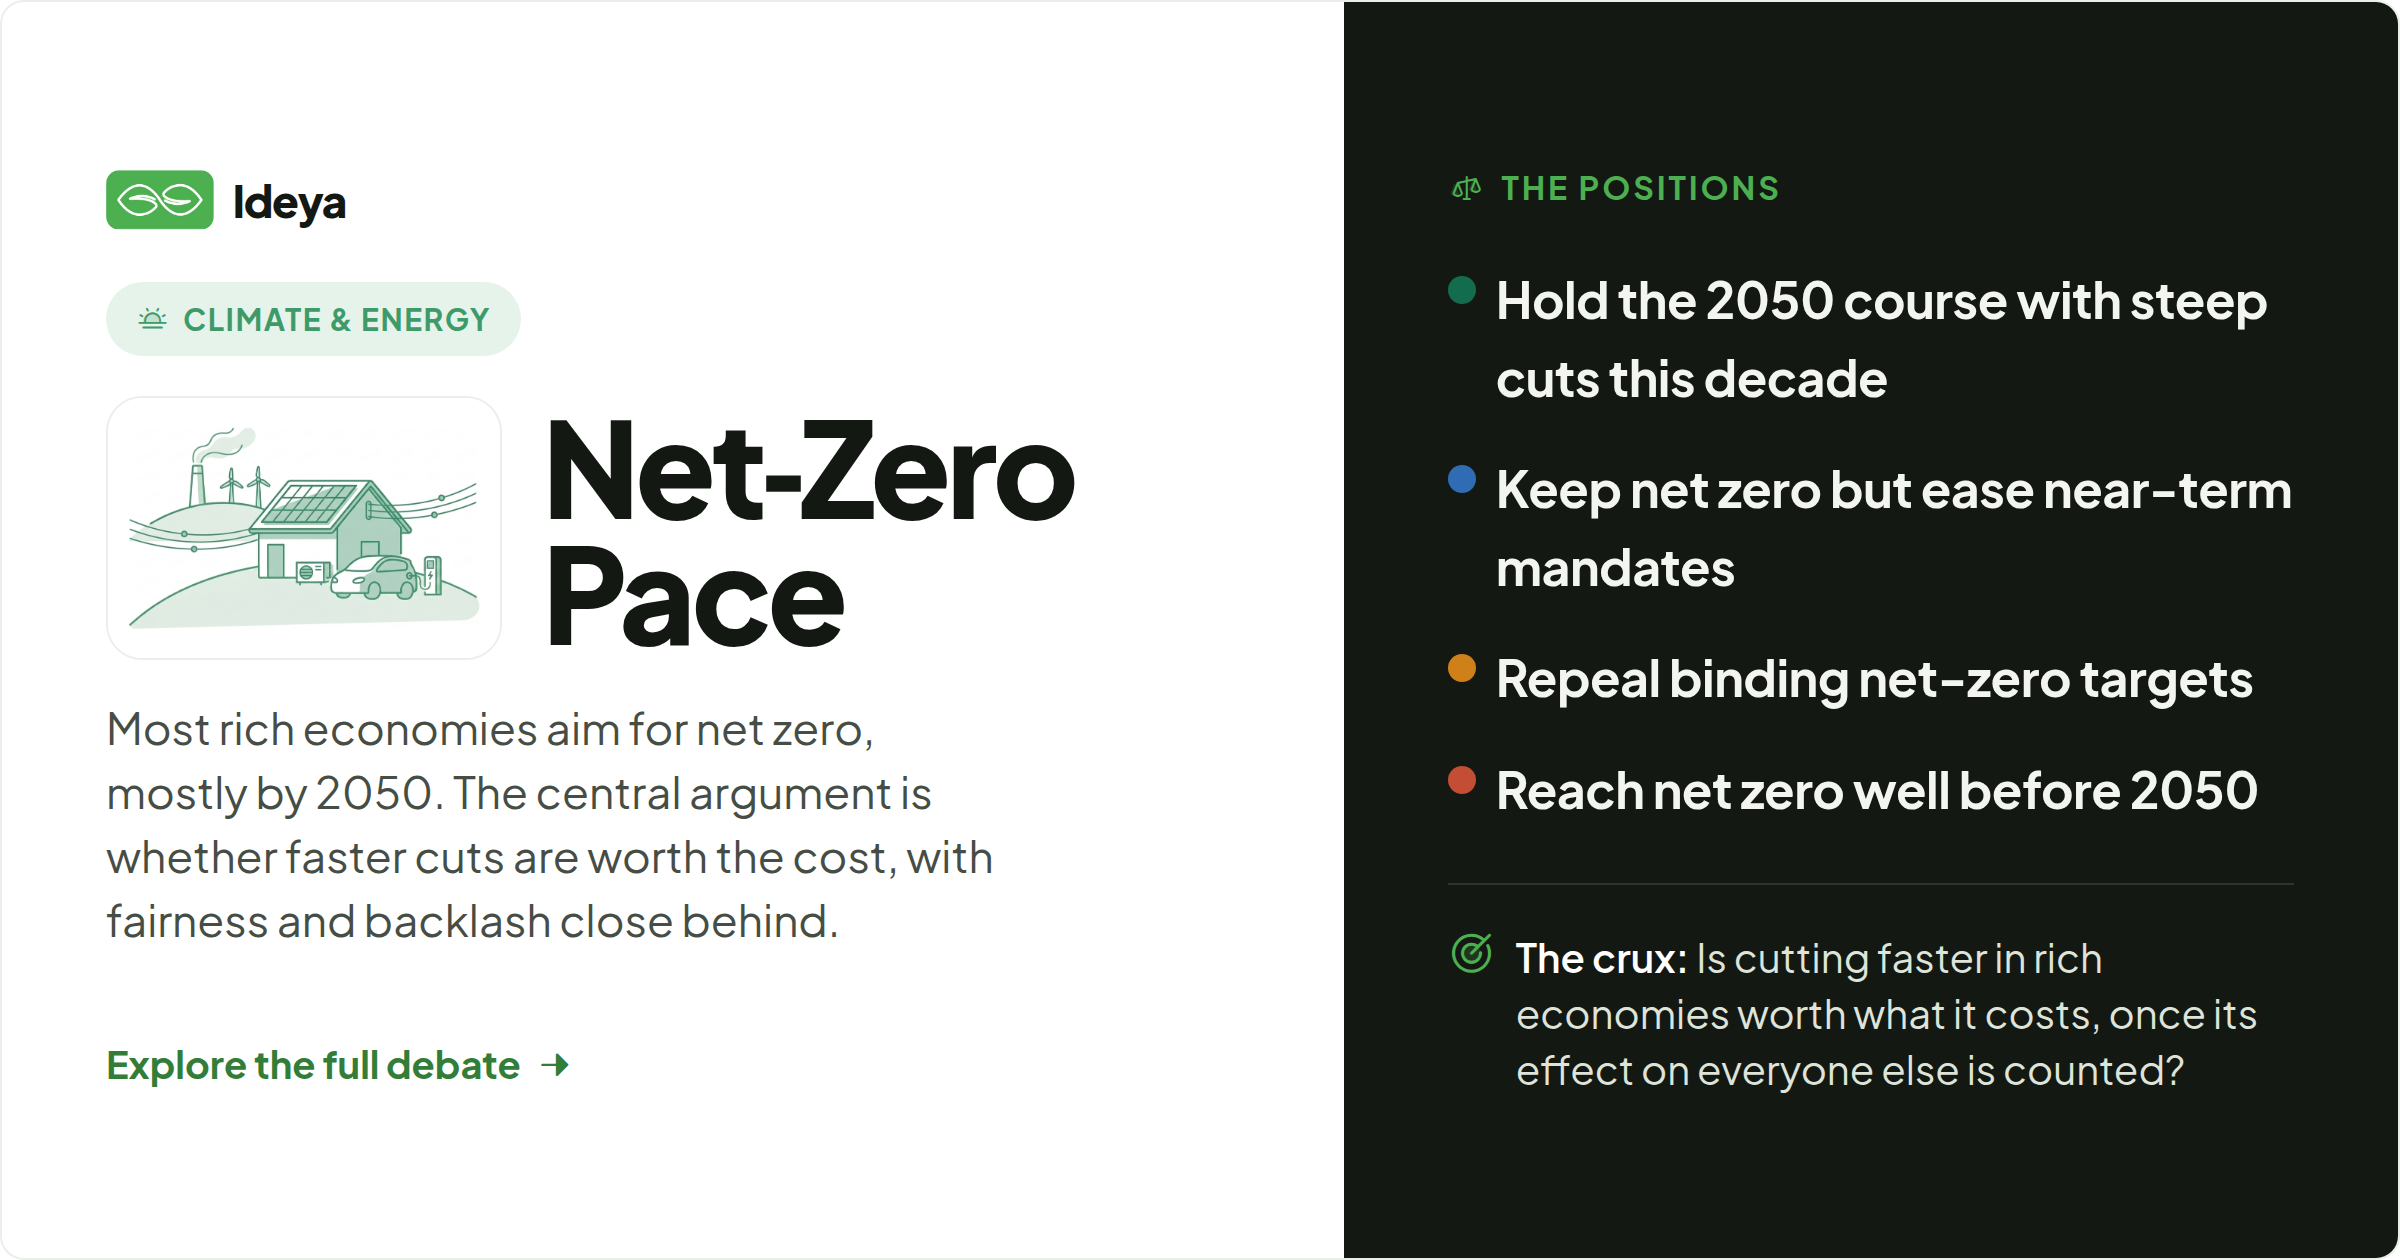 Ideya
CLIMATE & ENERGY
Net-Zero
Pace
Most rich economies aim for net zero,
mostly by 2050. The central argument is
whether faster cuts are worth the cost, with
fairness and backlash close behind.
Explore the full debate
THE POSITIONS
Hold the 2050 course with steep
cuts this decade
Keep net zero but ease near-term
mandates
Repeal binding net-zero targets
Reach net zero well before 2050
The crux: Is cutting faster in rich
economies worth what it costs, once its
effect on everyone else is counted?